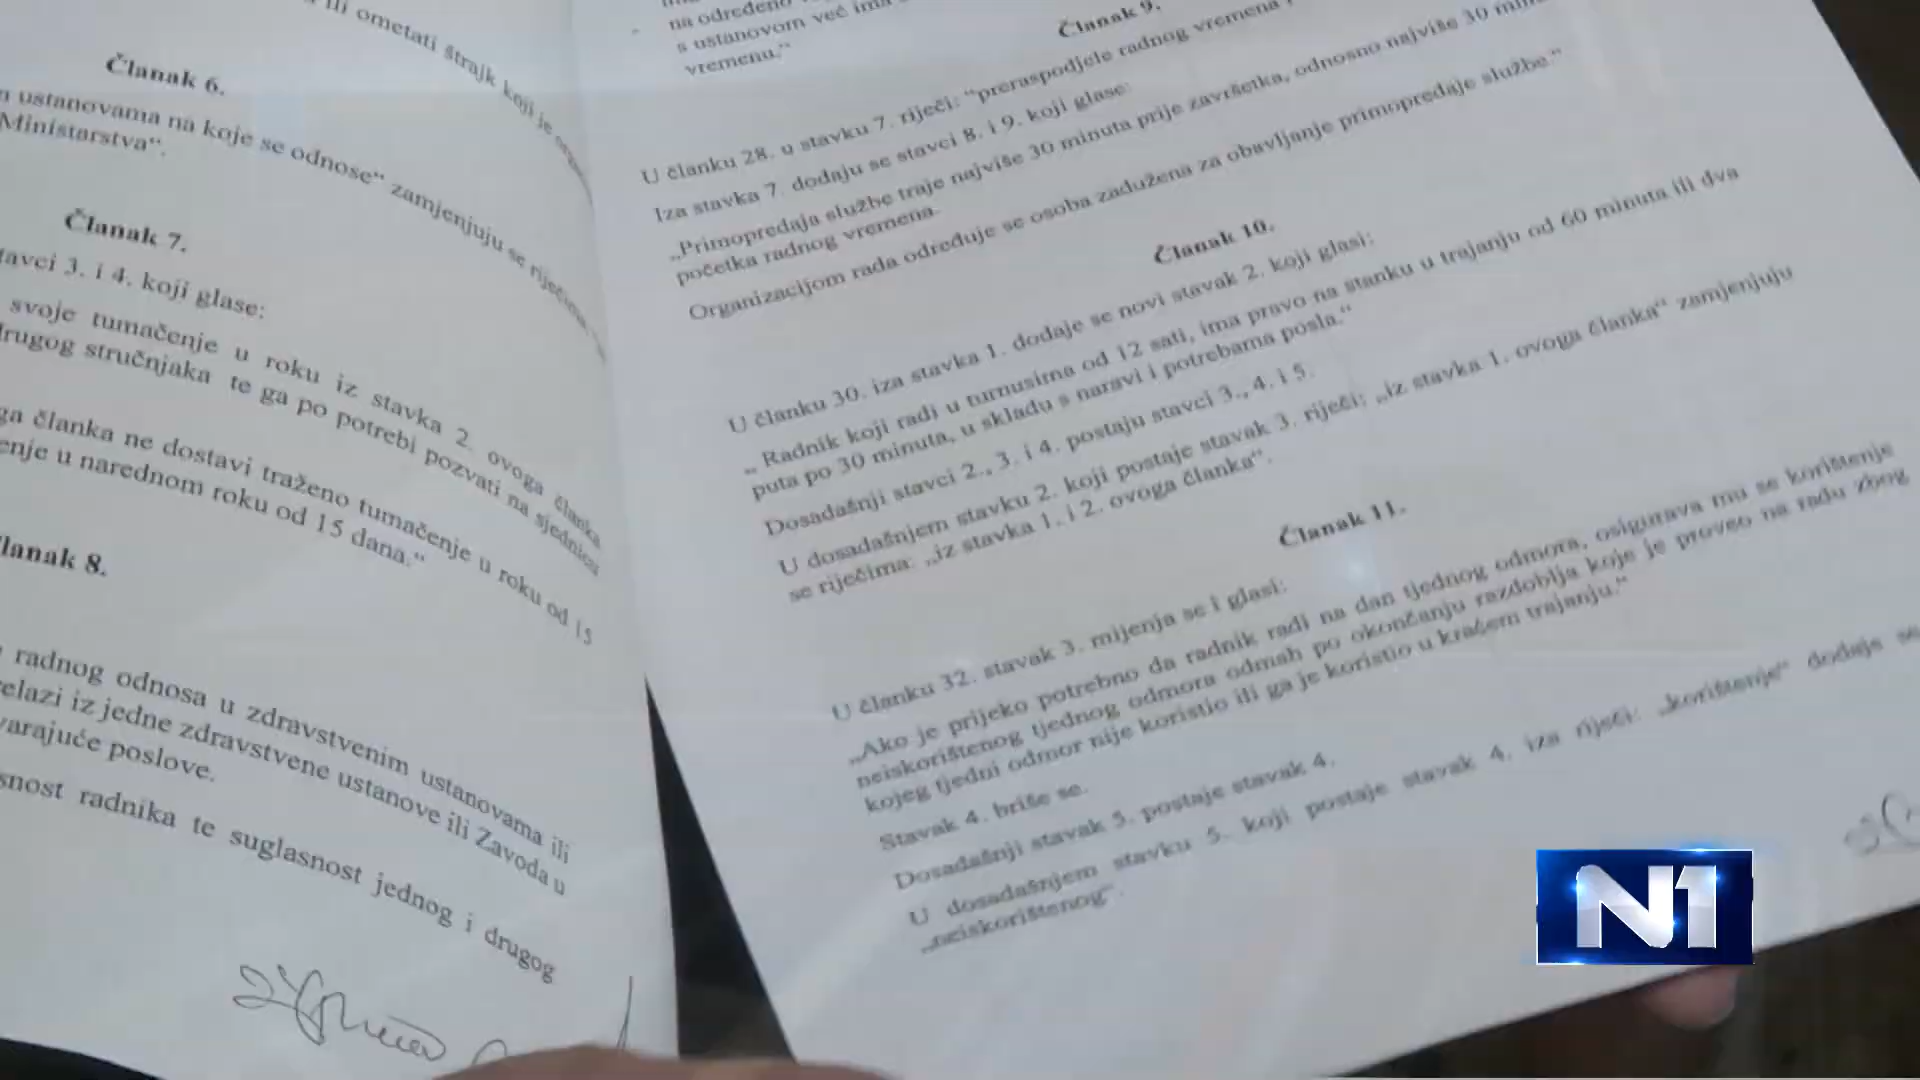 ili ometati štrajk koji je
Članak 6.
ustanovama na koje se odnose“ zamjenjuju se riječima
Ministarstva“.
Članak 7.
stavci 3. i 4. koji glase:
svoje tumačenje u roku iz stavka 2. ovoga članka
drugog stručnjaka te ga po potrebi pozvati na sjednicu
članka ne dostavi traženo tumačenje u roku od 15
u narednom roku od 15 dana.“
Članak 8.
radnog odnosa u zdravstvenim ustanovama ili
iz jedne zdravstvene ustanove ili Zavoda u
poslove.
radnika te suglasnost jednog i drugog
na određeno
s ustanovom već ima
vremenu.“
Članak 9.
U članku 28. u stavku 7. riječi: “preraspodjele radnog vremena
Iza stavka 7. dodaju se stavci 8. i 9. koji glase:
„Primopredaja službe traje najviše 30 minuta prije završetka, odnosno najviše 30
početka radnog vremena.
Organizacijom rada određuje se osoba zadužena za obavljanje primopredaje službe.“
Članak 10.
U članku 30. iza stavka 1. dodaje se novi stavak 2. koji glasi:
„ Radnik koji radi u turnusima od 12 sati, ima pravo na stanku u trajanju od 60 minuta ili dva
puta po 30 minuta, u skladu s naravi i potrebama posla.“
Dosadašnji stavci 2., 3. i 4. postaju stavci 3., 4. i 5.
U dosadašnjem stavku 2. koji postaje stavak 3. riječi: „iz stavka 1. ovoga članka“ zamjenjuju
se riječima: „iz stavka 1. i 2. ovoga članka“.
Članak 11.
U članku 32. stavak 3. mijenja se i glasi:
„Ako je prijeko potrebno da radnik radi na dan tjednog odmora, osigurava mu se korištenje
neiskorištenog tjednog odmora odmah po okončanju razdoblja koje je proveo na radu zbog
kojeg tjedni odmor nije koristio ili ga je koristio u kraćem trajanju.“
Stavak 4. briše se.
Dosadašnji stavak 5. postaje stavak 4.
U dosadašnjem stavku 5. koji postaje stavak 4. iza riječi: „korištenje“ dodaje se
„neiskorištenog“.
N1